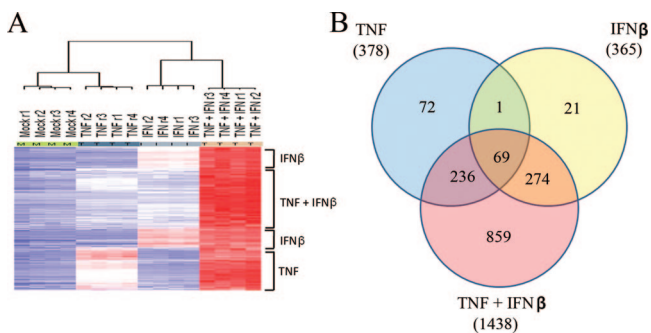 A
Mock r1
Mock r2
Mock r3
Mock r4
TNF r2
TNF r3
TNF r1
TNF r4
IFN r2
IFN r4
IFN r1
IFN r3
TNF + IFN r3
TNF + IFN r4
TNF + IFN r1
TNF + IFN r2
M M M M T T T T I I I I T T T T
IFNβ
TNF + IFNβ
IFNβ
TNF
B
TNF
(378)
IFNβ
(365)
72
1
21
69
236
274
859
TNF + IFNβ
(1438)